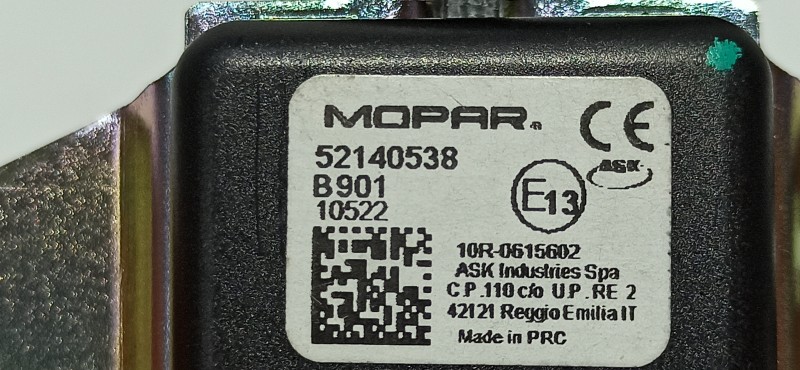 MOPAR®
CE
52140538
ASK
B901
E13
10522
10R-0615602
ASK Industries Spa
C.P.110 c/o U.P. RE 2
42121 Reggio Emilia IT
Made in PRC